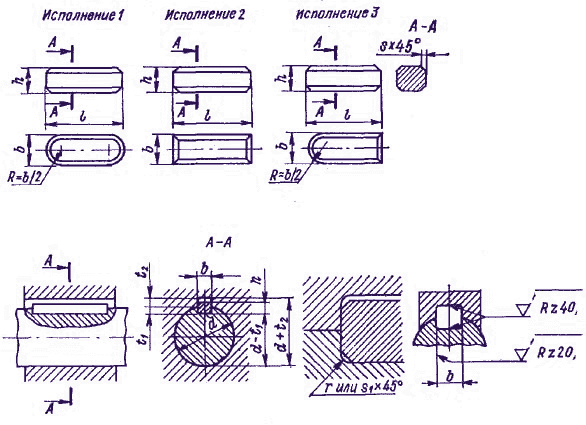 Исполнение 1 Исполнение 2 Исполнение 3
A-A
s×45°
A A A
h h h
A A A
l l l
b b b
R=b/2 R=b/2
A-A
A
t₂ b h
d
t₁ d-t₁ d+t₂
A
r или s₁×45°
b
Rz40,
Rz20,